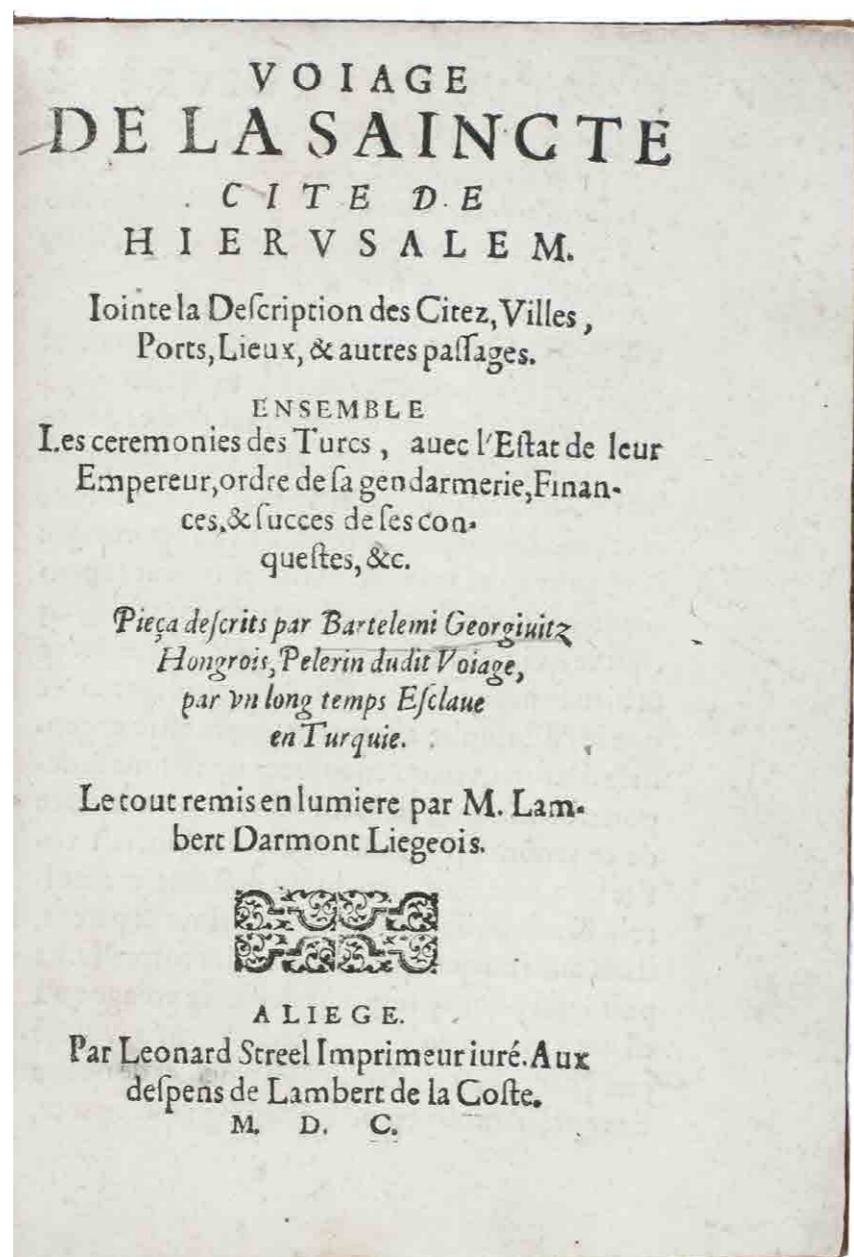 VOIAGE
DE LA SAINCTE
CITE DE
HIERVSALEM.
Iointe la Deſcription des Citez, Villes,
Ports, Lieux, & autres paſſages.
ENSEMBLE
Les ceremonies des Turcs, auec l'Eſtat de leur
Empereur, ordre de ſa gendarmerie, Finan-
ces, & ſucces de ſes con-
queſtes, &c.
Pieça deſcrits par Bartelemi Georgiuitz
Hongrois, Pelerin dudit Voiage,
par vn long temps Eſclaue
en Turquie.
Le tout remis en lumiere par M. Lam-
bert Darmont Liegeois.
A LIEGE.
Par Leonard Streel Imprimeur iuré. Aux
deſpens de Lambert de la Coſte.
M. D. C.